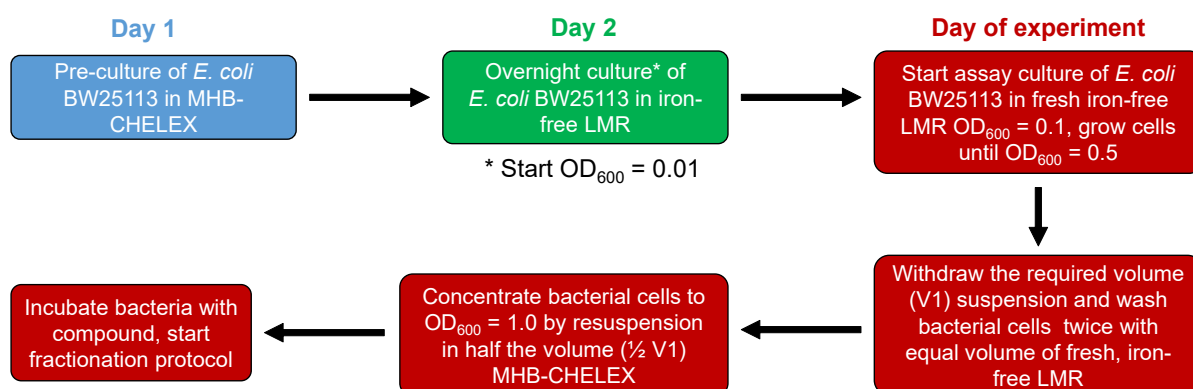 Day 1
Pre-culture of E. coli
BW25113 in MHB-
CHELEX
Day 2
Overnight culture* of
E. coli BW25113 in iron-
free LMR
* Start OD600 = 0.01
Day of experiment
Start assay culture of E. coli
BW25113 in fresh iron-free
LMR OD600 = 0.1, grow cells
until OD600 = 0.5
Withdraw the required volume
(V1) suspension and wash
bacterial cells twice with
equal volume of fresh, iron-
free LMR
Concentrate bacterial cells to
OD600 = 1.0 by resuspension
in half the volume (½ V1)
MHB-CHELEX
Incubate bacteria with
compound, start
fractionation protocol